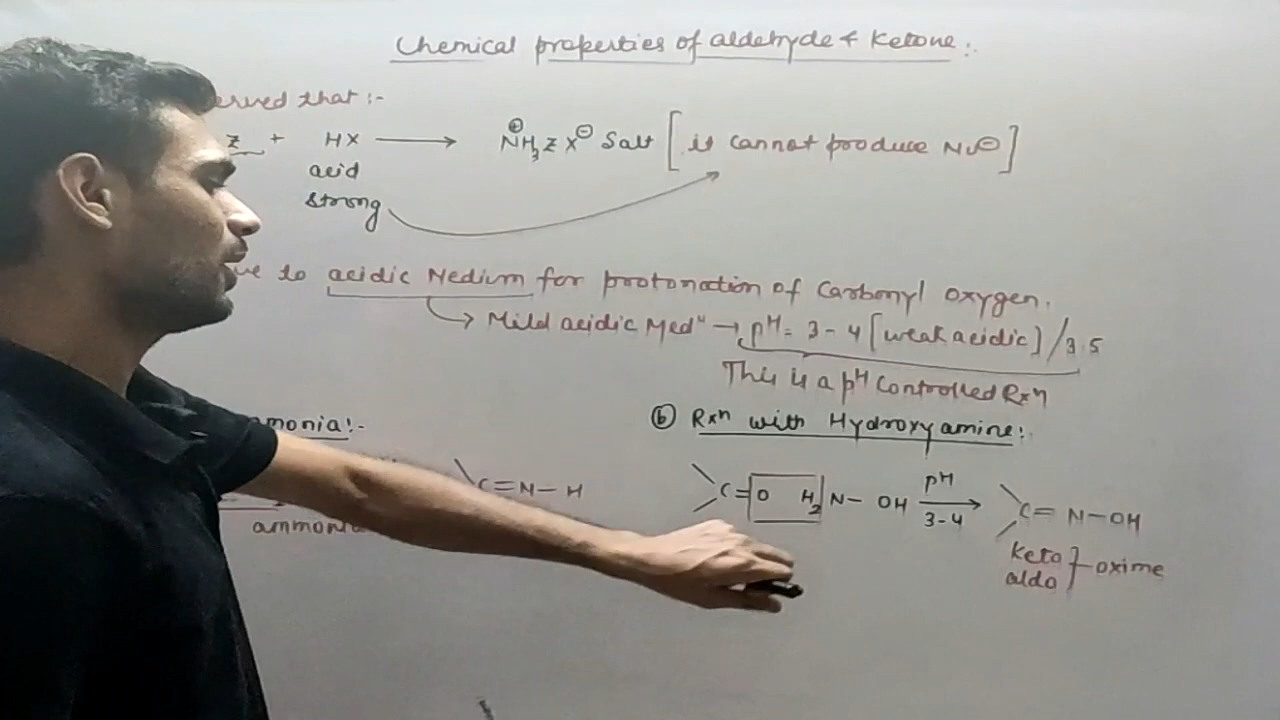 Chemical properties of aldehyde & Ketone:.
erved that :-
Z + HX ⟶ N⊕H3Z X⊖ Salt [ it cannot produce Nu⊖ ]
acid
strong
ve to acidic Medium for protonation of Carbonyl oxygen.
→ Mild acidic Medⁿ → pH = 3 - 4 [weak acidic] / 3.5
This is a pH Controlled Rxn
monia:-
ⓑ Rxn with Hydroxyamine:
C=N-H
C=O H2N-OH pH 3-4 ⟶ C=N-OH
ammon
Keto
aldo } - oxime